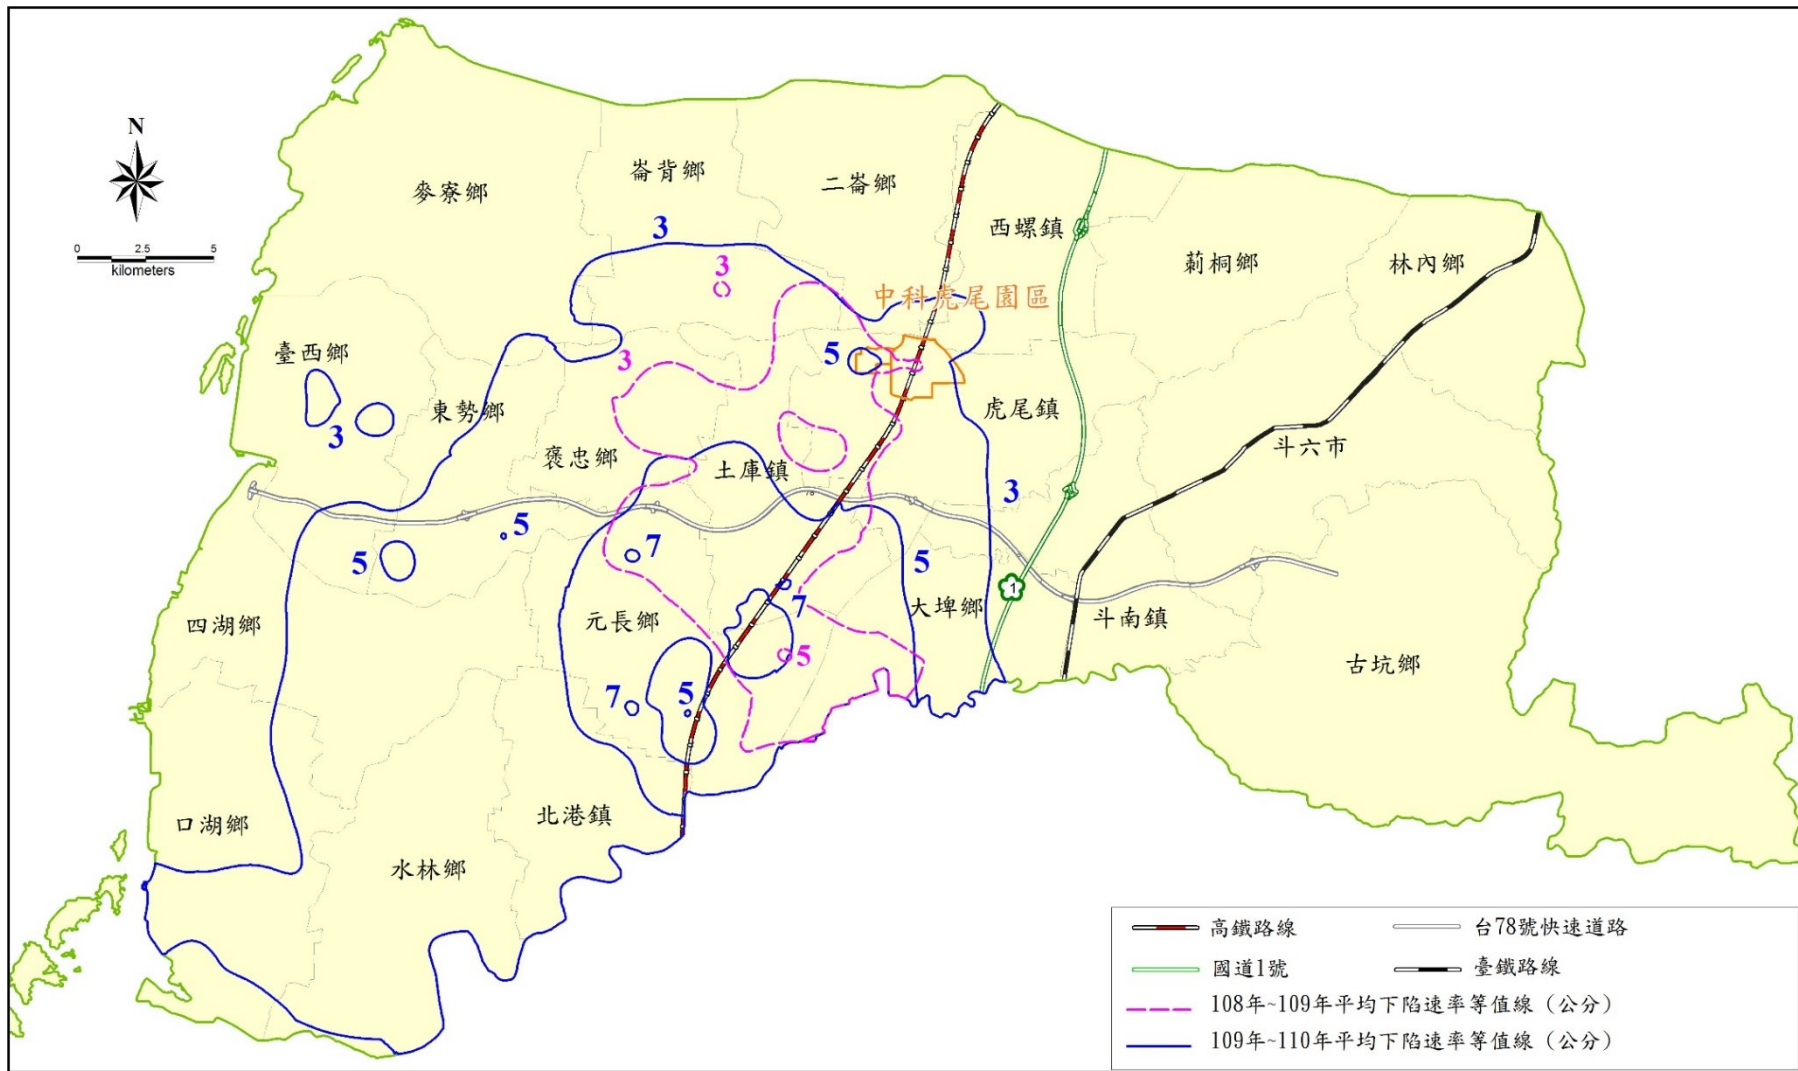 N
0 2.5 5
kilometers
麥寮鄉
崙背鄉
二崙鄉
西螺鎮
莿桐鄉
林內鄉
3
3
中科虎尾園區
臺西鄉
3
5
東勢鄉
3
虎尾鎮
斗六市
褒忠鄉
土庫鎮
3
5
5
7
5
7
元長鄉
大埤鄉
1
斗南鎮
四湖鄉
5
古坑鄉
7
5
口湖鄉
北港鎮
水林鄉
高鐵路線
台78號快速道路
國道1號
臺鐵路線
108年~109年平均下陷速率等值線（公分）
109年~110年平均下陷速率等值線（公分）